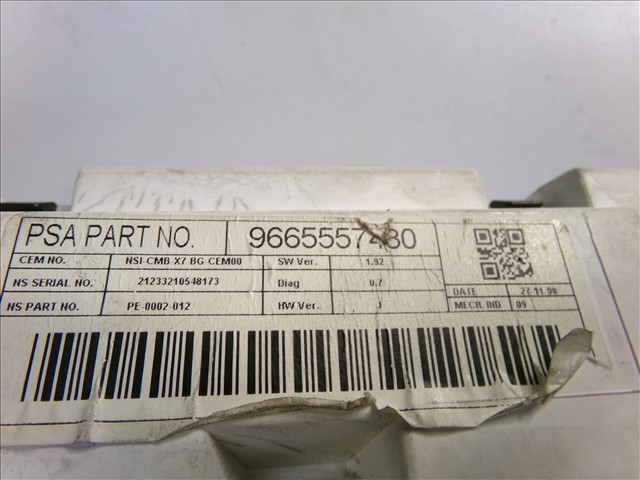 PSA PART NO. 9665557480
CEM NO. NSI-CMB-X7 BG-CEM00 SW Ver. 1.92
NS SERIAL NO. 21233210548173 Diag 0.7
NS PART NO. PE-0002-012 HW Ver. J
DATE 27 11 08
MECH. IND 09